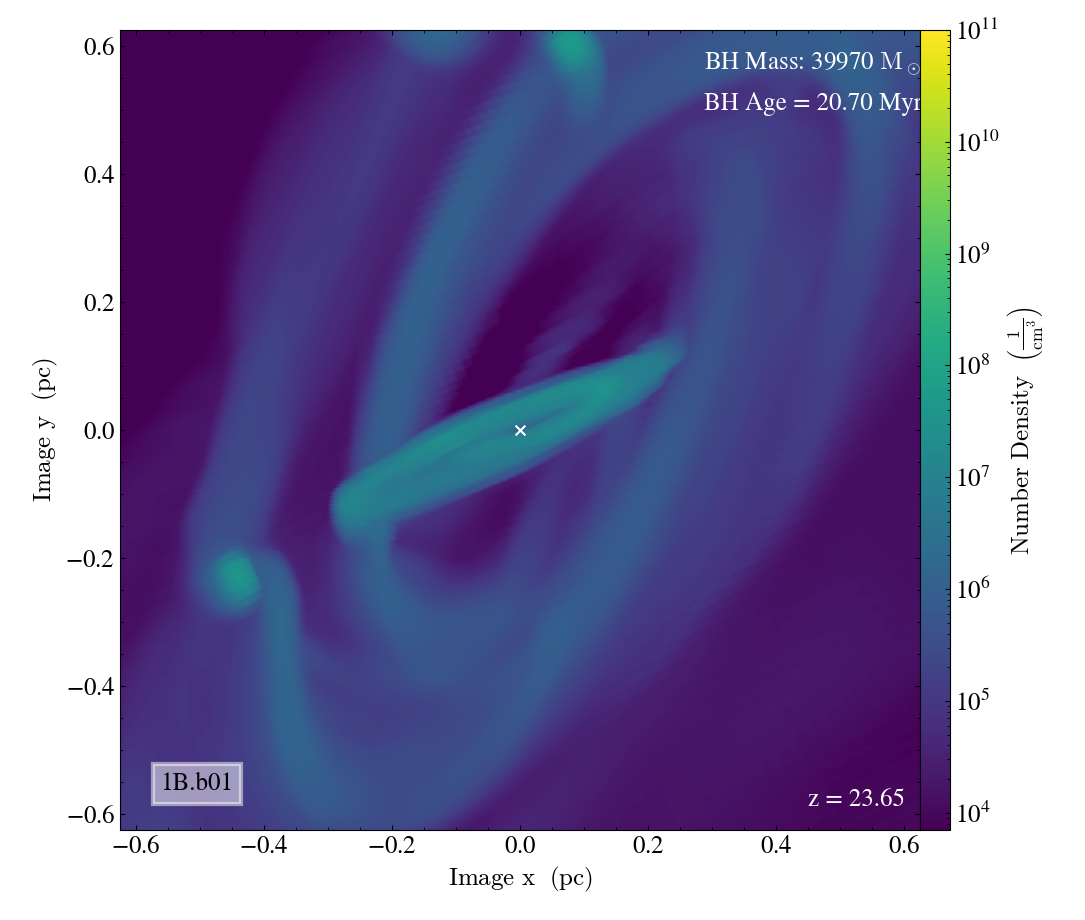 BH Mass: 39970 M⊙
BH Age = 20.70 Myr
1B.b01
z = 23.65
0.6
0.4
0.2
0.0
−0.2
−0.4
−0.6
Image y (pc)
−0.6 −0.4 −0.2 0.0 0.2 0.4 0.6
Image x (pc)
10^11
10^10
10^9
10^8
10^7
10^6
10^5
10^4
Number Density (1/cm^3)